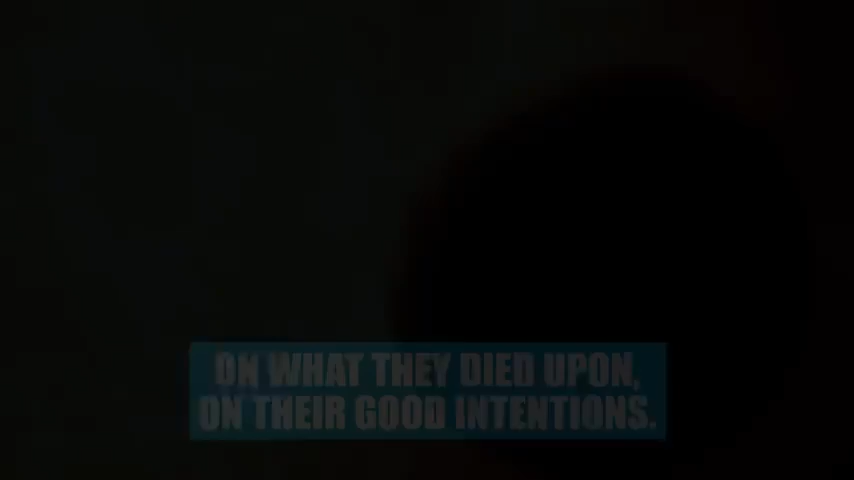 ON WHAT THEY DIED UPON,
ON THEIR GOOD INTENTIONS.